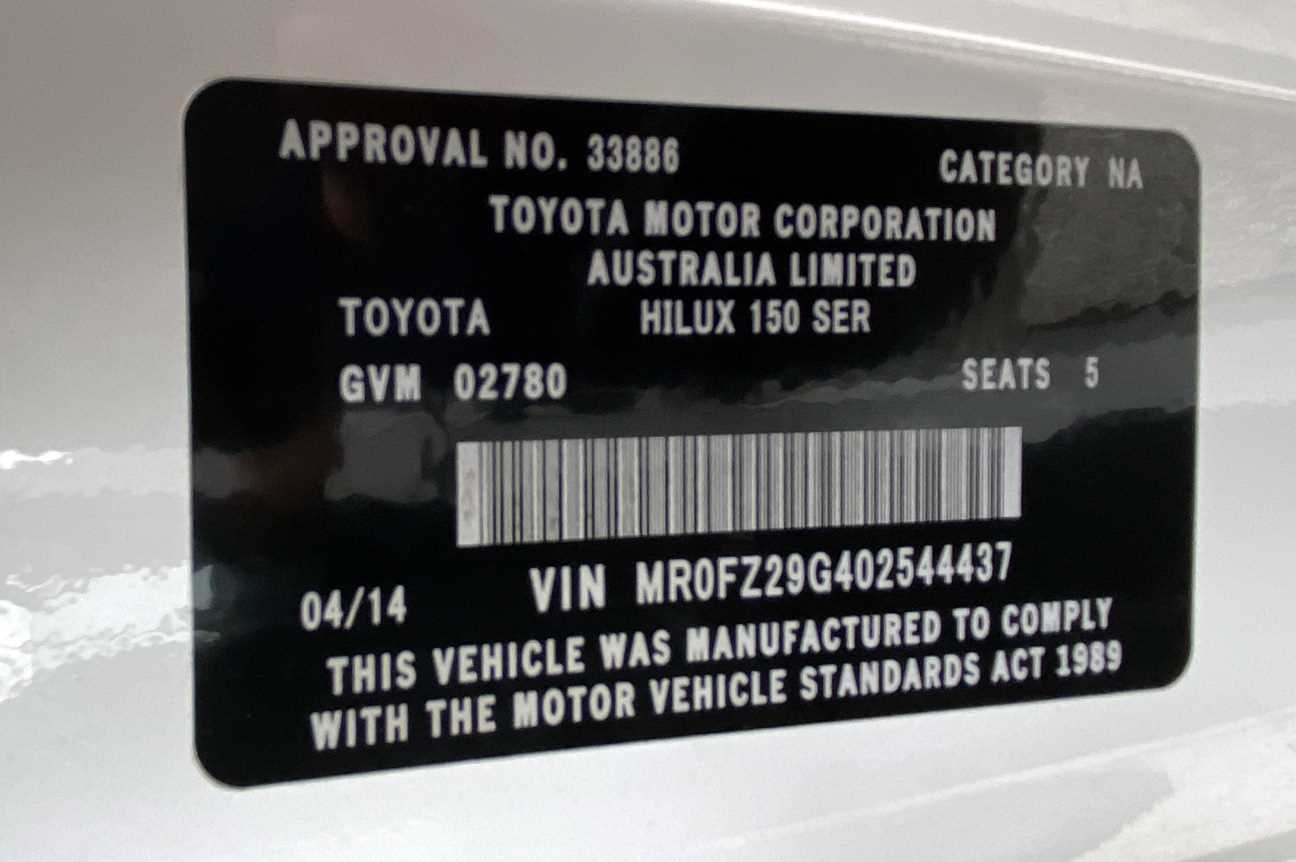 APPROVAL NO. 33886 CATEGORY NA
TOYOTA MOTOR CORPORATION
AUSTRALIA LIMITED
TOYOTA HILUX 150 SER
GVM 02780 SEATS 5
VIN MR0FZ29G402544437
04/14
THIS VEHICLE WAS MANUFACTURED TO COMPLY
WITH THE MOTOR VEHICLE STANDARDS ACT 1989